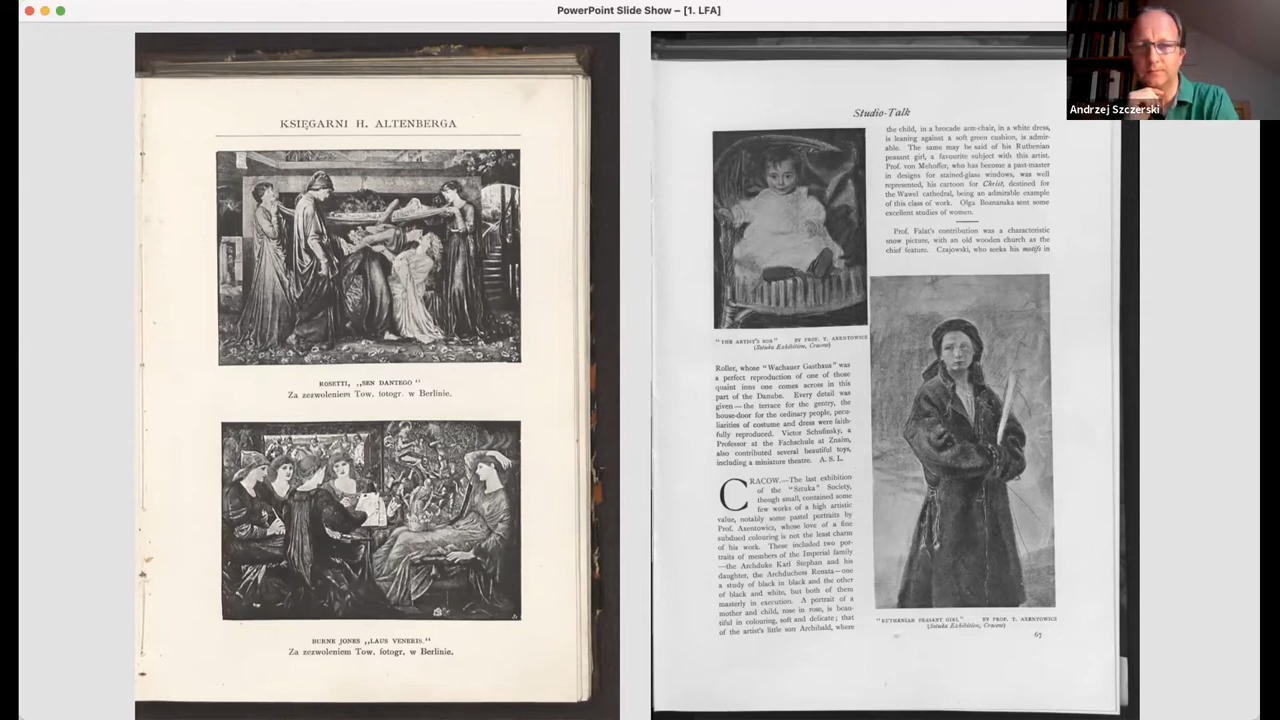 PowerPoint Slide Show – [1. LFA]
Andrzej Szczerski
KSIĘGARNI H. ALTENBERGA
ROSETTI, „SEN DANTEGO “
Za zezwoleniem Tow. fotogr. w Berlinie.
BURNE JONES „LAUS VENERIS.“
Za zezwoleniem Tow. fotogr. w Berlinie.
Studio-Talk
"THE ARTIST'S SON" BY PROF. T. AXENTOWICZ
(Sztuka Exhibition, Cracow)
Roller, whose "Wachauer Gasthaus" was
a perfect reproduction of one of those
quaint inns one comes across in this
part of the Danube. Every detail was
given—the terrace for the gentry, the
house-door for the ordinary people, pecu-
liarities of costume and dress were faith-
fully reproduced. Victor Schufinsky, a
Professor at the Fachschule at Znaim,
also contributed several beautiful toys,
including a miniature theatre. A. S. L.
CRACOW.—The last exhibition
of the "Sztuka" Society,
though small, contained some
few works of a high artistic
value, notably some pastel portraits by
Prof. Axentowicz, whose love of a fine
subdued colouring is not the least charm
of his work. These included two por-
traits of members of the Imperial family
—the Archduke Karl Stephan and his
daughter, the Archduchess Renata—one
a study of black in black and the other
of black and white, but both of them
masterly in execution. A portrait of a
mother and child, rose in rose, is beau-
tiful in colouring, soft and delicate; that
of the artist's little son Archibald, where
the child, in a brocade arm-chair, in a white dress,
is leaning against a soft green cushion, is admir-
able. The same may be said of his Ruthenian
peasant girl, a favourite subject with this artist.
Prof. von Mehoffer, who has become a past-master
in designs for stained-glass windows, was well
represented, his cartoon for Christ, destined for
the Wawel cathedral, being an admirable example
of this class of work. Olga Boznanska sent some
excellent studies of women.
Prof. Falat's contribution was a characteristic
snow picture, with an old wooden church as the
chief feature. Czajowski, who seeks his motifs in
"RUTHENIAN PEASANT GIRL" BY PROF. T. AXENTOWICZ
(Sztuka Exhibition, Cracow)
67